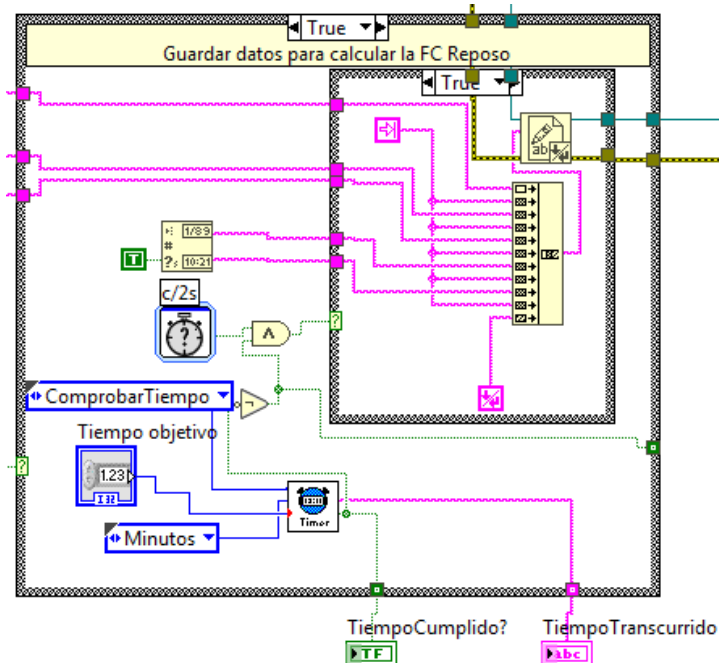 True
Guardar datos para calcular la FC Reposo
True
ab
1/89
#
?s 10:21
T
c/2s
?
?
ComprobarTiempo
Tiempo objetivo
?
1.23
I32
Timer
Minutos
TiempoCumplido?
TiempoTranscurrido
TF
abc